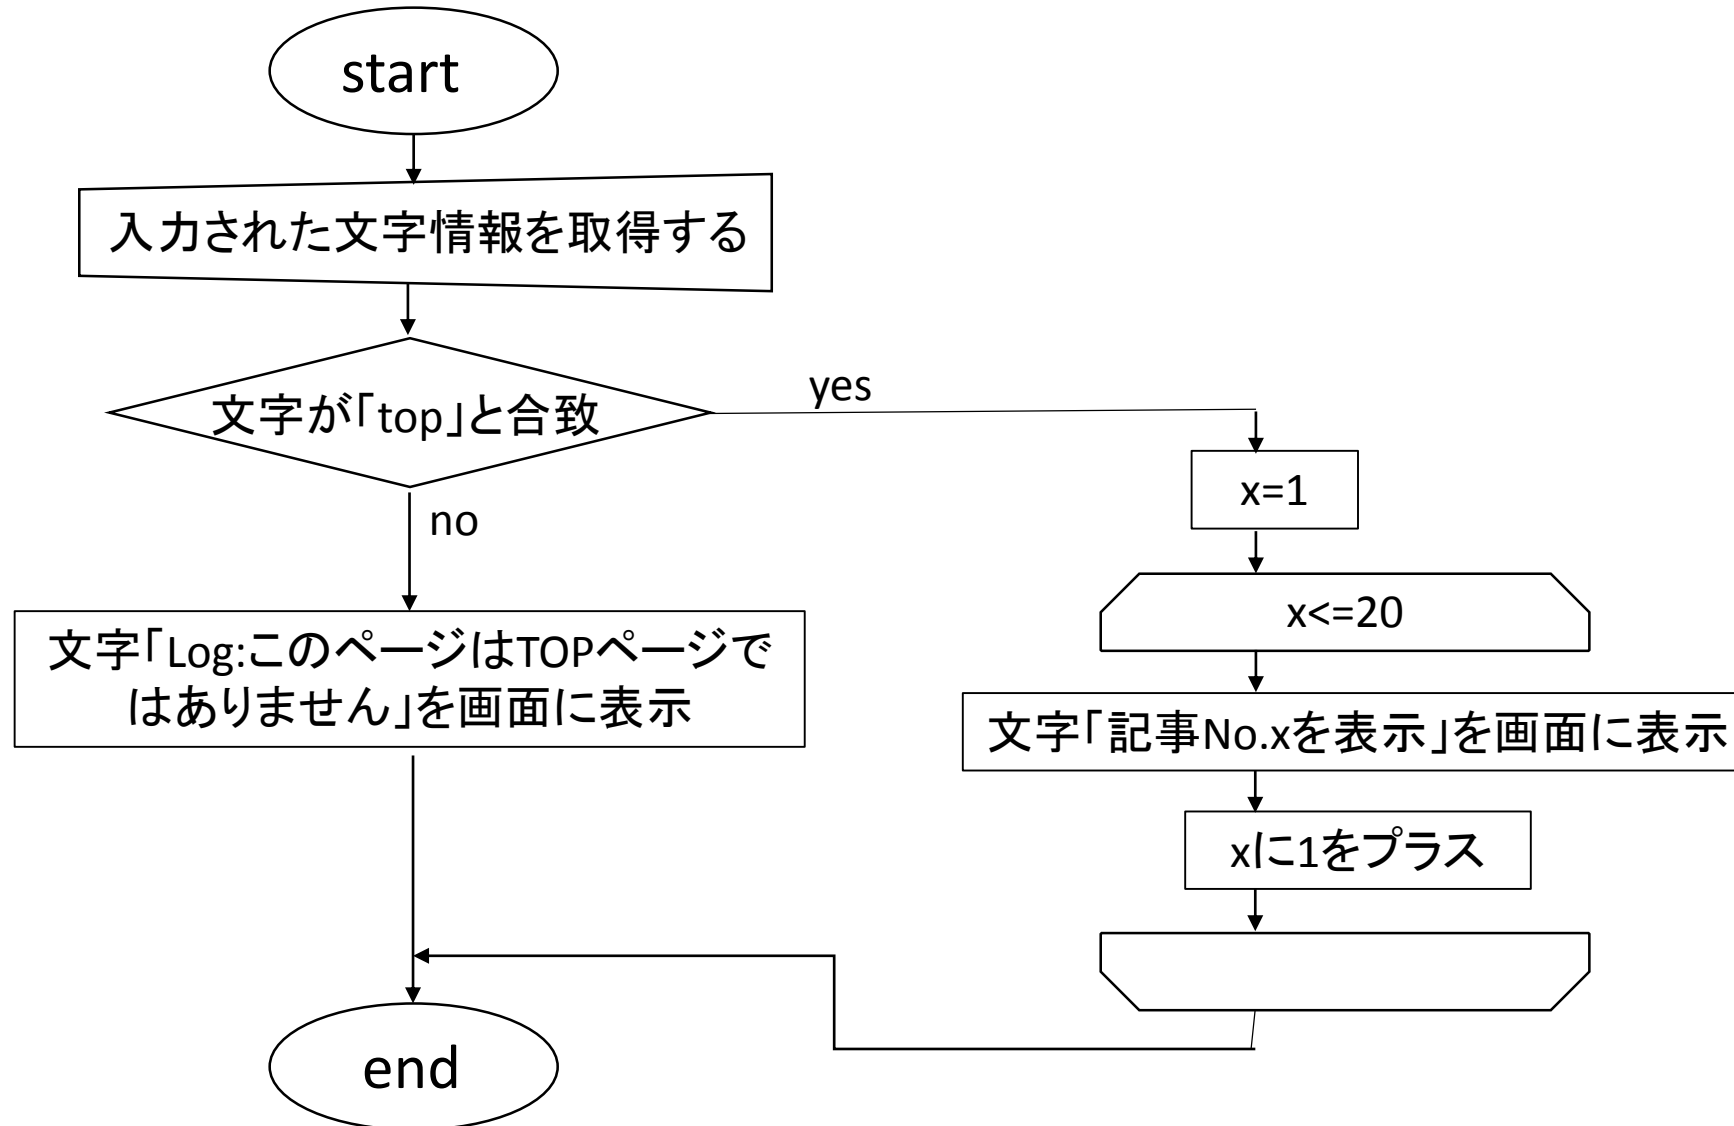 start
入力された文字情報を取得する
文字が「top」と合致
yes
no
x=1
x<=20
文字「Log:このページはTOPページで
はありません」を画面に表示
文字「記事No.xを表示」を画面に表示
xに1をプラス
end